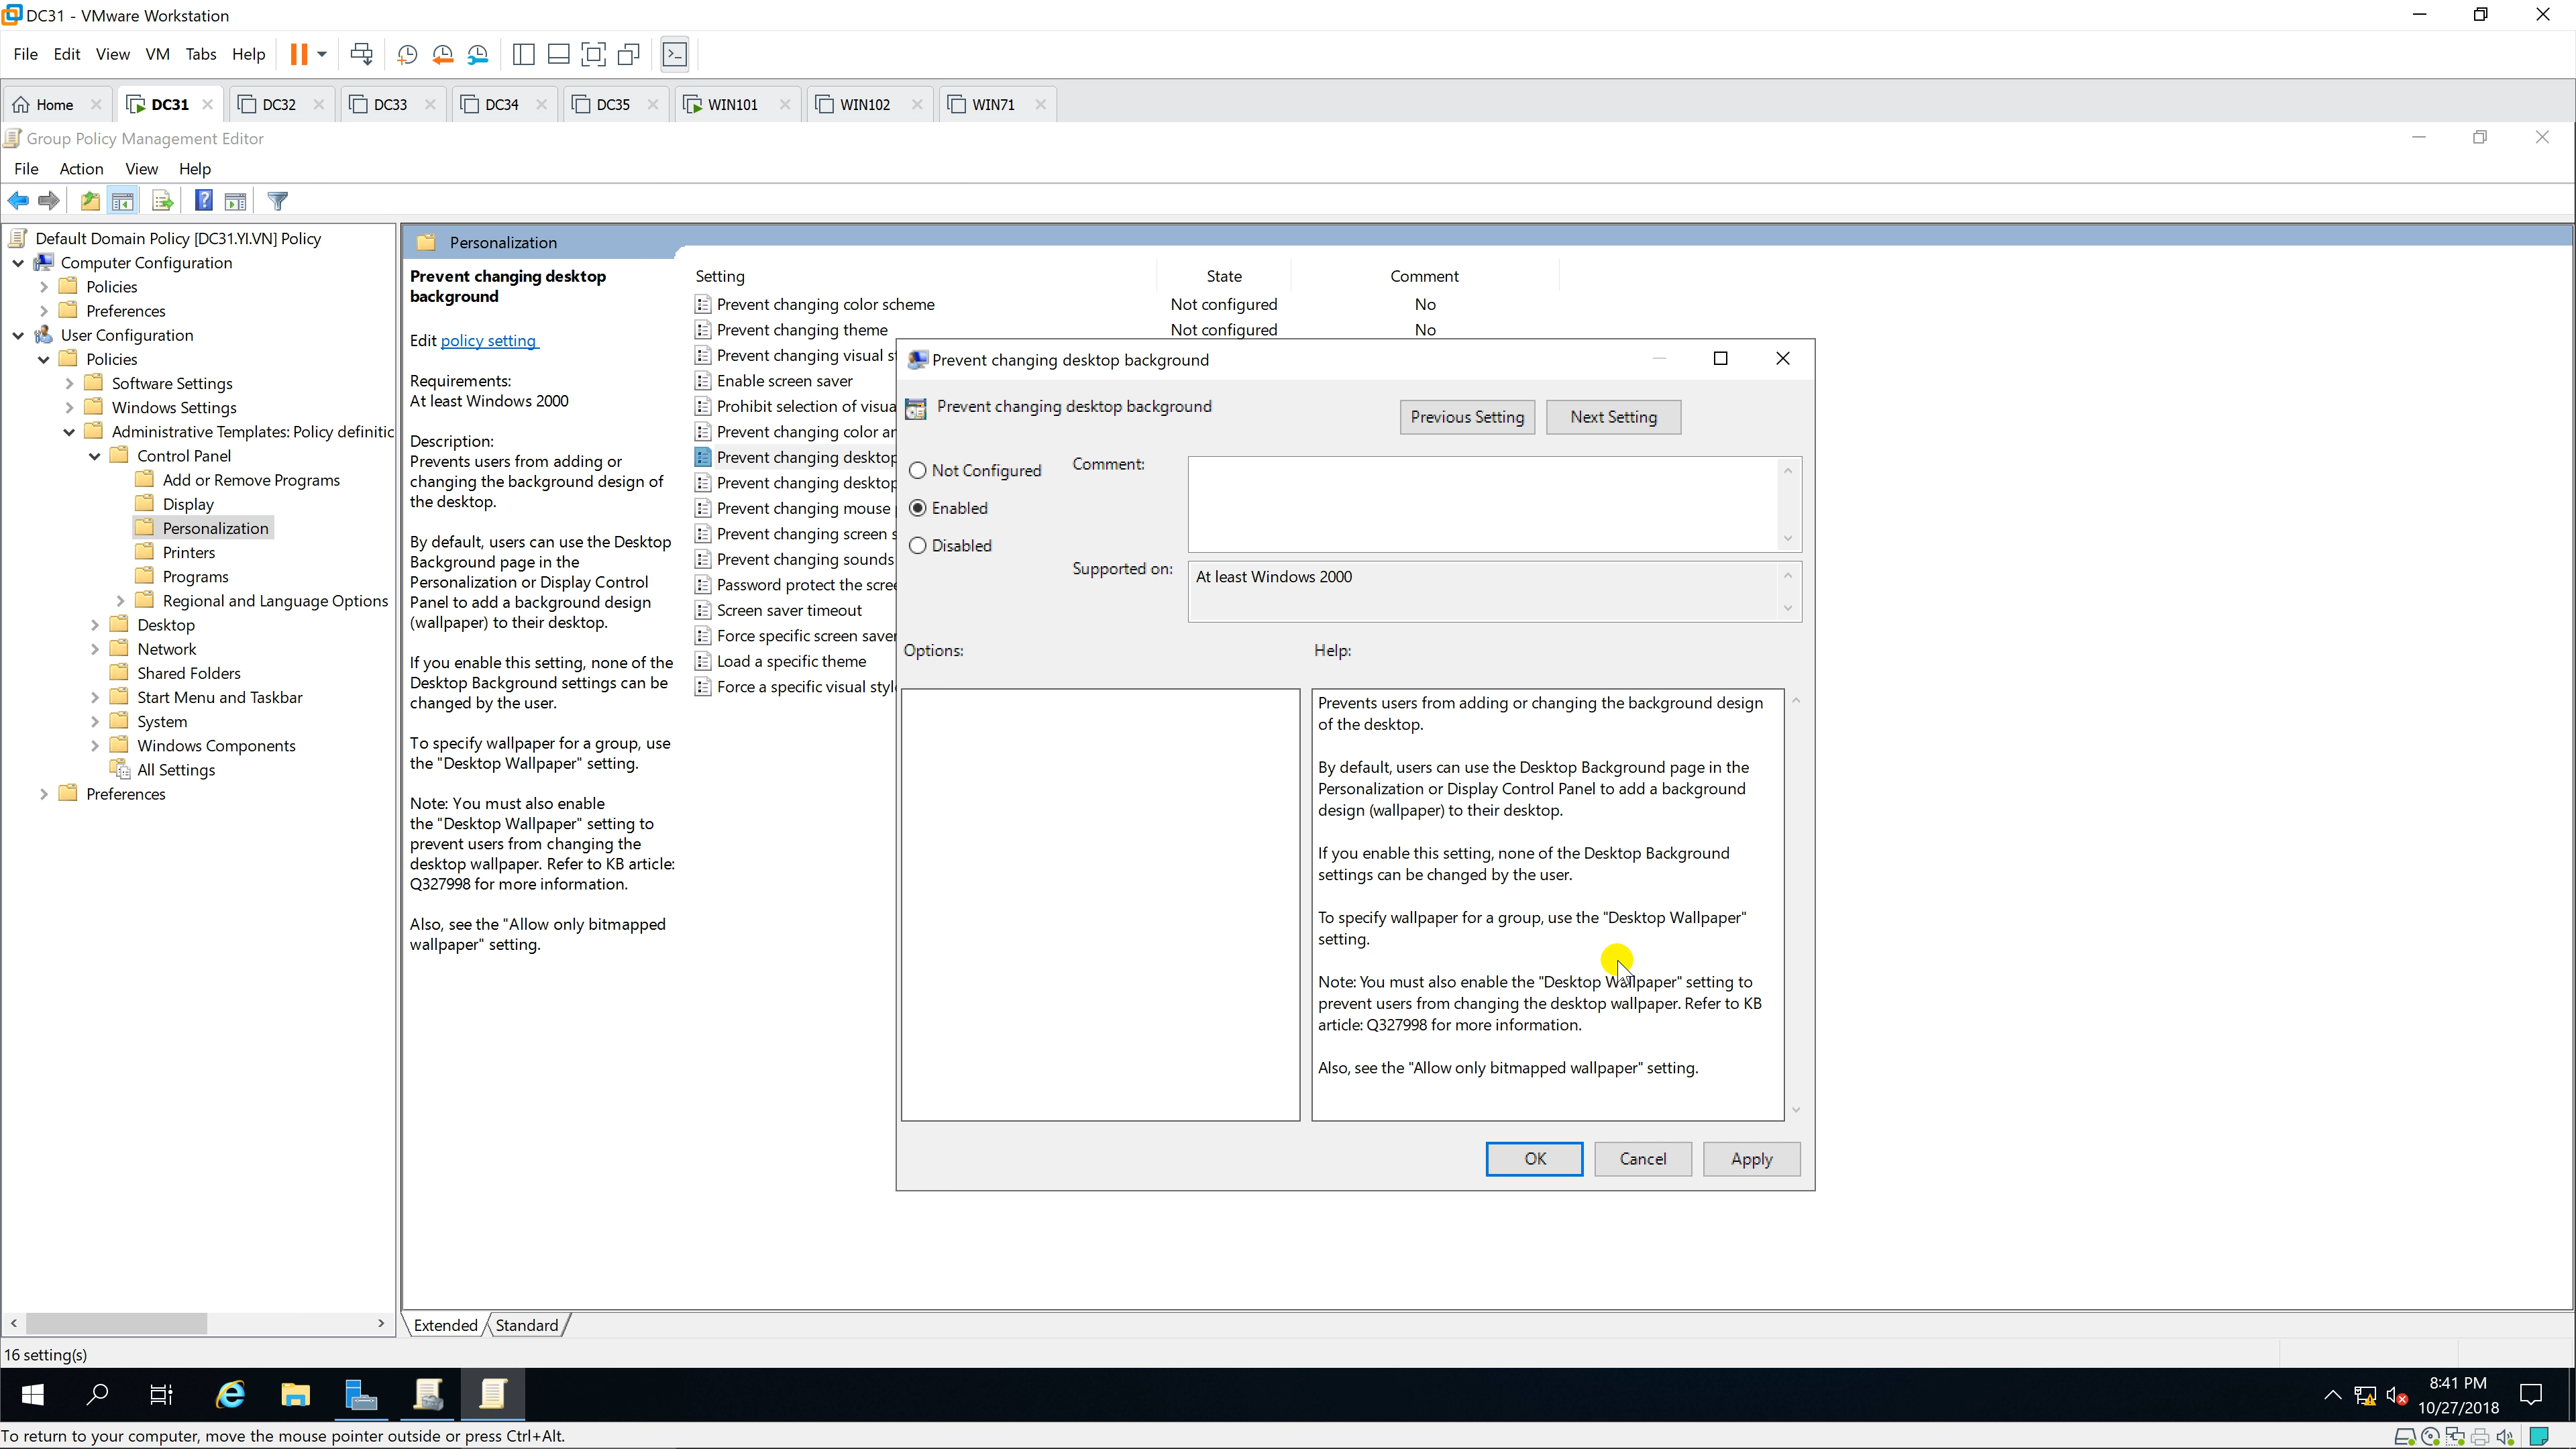 DC31 - VMware Workstation
File Edit View VM Tabs Help
Home DC31 DC32 DC33 DC34 DC35 WIN101 WIN102 WIN71
Group Policy Management Editor
File Action View Help
Default Domain Policy [DC31.YI.VN] Policy
Computer Configuration
Policies
Preferences
User Configuration
Policies
Software Settings
Windows Settings
Administrative Templates: Policy definitic
Control Panel
Add or Remove Programs
Display
Personalization
Printers
Programs
Regional and Language Options
Desktop
Network
Shared Folders
Start Menu and Taskbar
System
Windows Components
All Settings
Preferences
Personalization
Prevent changing desktop
background
Edit policy setting
Requirements:
At least Windows 2000
Description:
Prevents users from adding or
changing the background design of
the desktop.
By default, users can use the Desktop
Background page in the
Personalization or Display Control
Panel to add a background design
(wallpaper) to their desktop.
If you enable this setting, none of the
Desktop Background settings can be
changed by the user.
To specify wallpaper for a group, use
the "Desktop Wallpaper" setting.
Note: You must also enable
the "Desktop Wallpaper" setting to
prevent users from changing the
desktop wallpaper. Refer to KB article:
Q327998 for more information.
Also, see the "Allow only bitmapped
wallpaper" setting.
Setting State Comment
Prevent changing color scheme Not configured No
Prevent changing theme Not configured No
Prevent changing visual s
Enable screen saver
Prohibit selection of visua
Prevent changing color ar
Prevent changing desktop
Prevent changing desktop
Prevent changing mouse
Prevent changing screen s
Prevent changing sounds
Password protect the scree
Screen saver timeout
Force specific screen saver
Load a specific theme
Force a specific visual styl
Prevent changing desktop background
Prevent changing desktop background
Previous Setting Next Setting
Not Configured
Enabled
Disabled
Comment:
Supported on:
At least Windows 2000
Options:
Help:
Prevents users from adding or changing the background design
of the desktop.
By default, users can use the Desktop Background page in the
Personalization or Display Control Panel to add a background
design (wallpaper) to their desktop.
If you enable this setting, none of the Desktop Background
settings can be changed by the user.
To specify wallpaper for a group, use the "Desktop Wallpaper"
setting.
Note: You must also enable the "Desktop Wallpaper" setting to
prevent users from changing the desktop wallpaper. Refer to KB
article: Q327998 for more information.
Also, see the "Allow only bitmapped wallpaper" setting.
OK Cancel Apply
Extended Standard
16 setting(s)
8:41 PM
10/27/2018
To return to your computer, move the mouse pointer outside or press Ctrl+Alt.